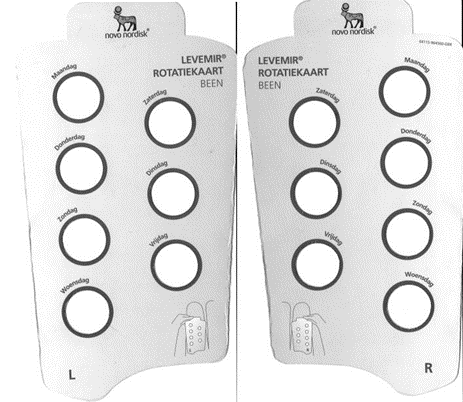 novo nordisk®
LEVEMIR®
ROTATIEKAART
BEEN
Maandag
Zaterdag
Donderdag
Dinsdag
Zondag
Vrijdag
Woensdag
L
novo nordisk®
LEVEMIR®
ROTATIEKAART
BEEN
Maandag
Zaterdag
Donderdag
Dinsdag
Zondag
Vrijdag
Woensdag
R